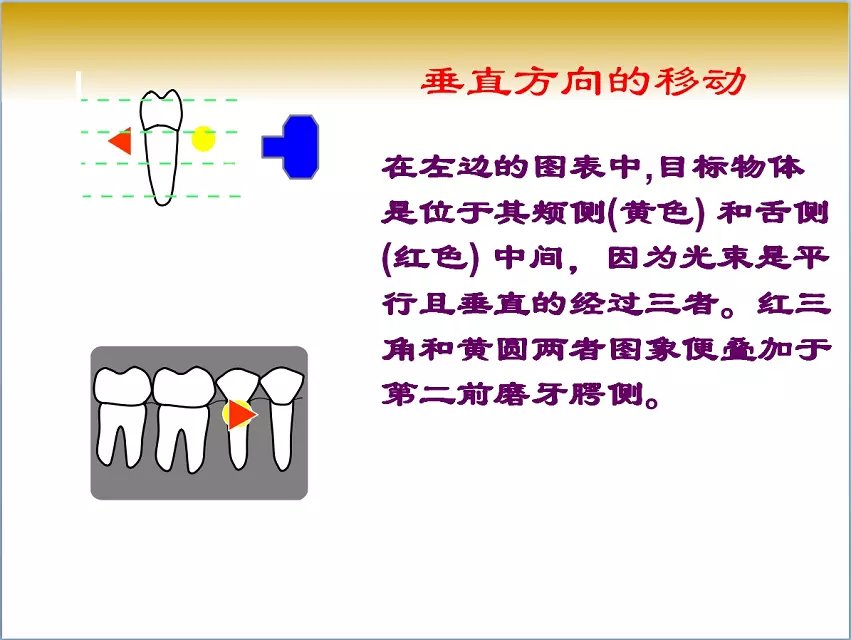 垂直方向的移动
在左边的图表中,目标物体
是位于其颊侧(黄色) 和舌侧
(红色) 中间，因为光束是平
行且垂直的经过三者。红三
角和黄圆两者图象便叠加于
第二前磨牙腭侧。